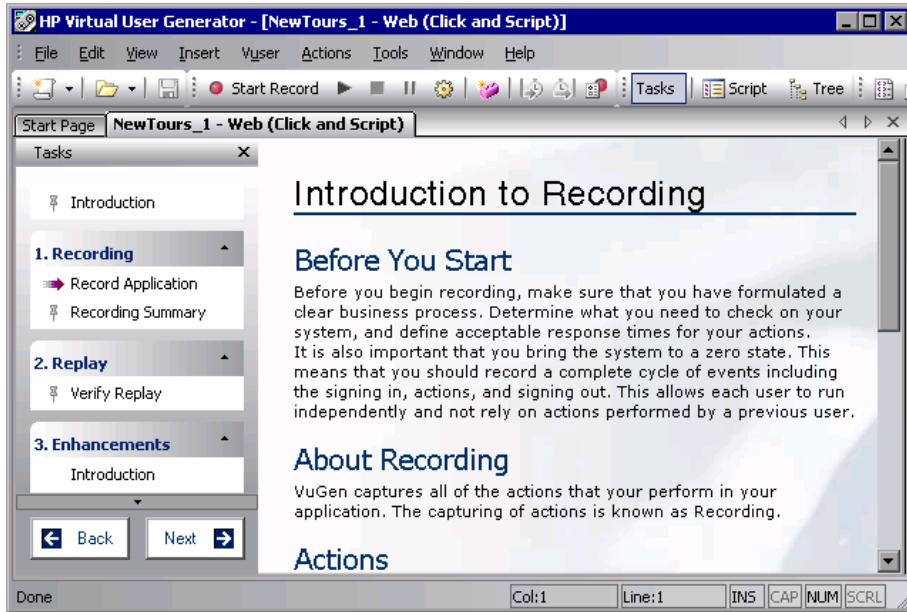 HP Virtual User Generator - [NewTours_1 - Web (Click and Script)]
File Edit View Insert Vuser Actions Tools Window Help
Start Record Tasks Script Tree
Start Page NewTours_1 - Web (Click and Script)
Tasks
Introduction
1. Recording
Record Application
Recording Summary
2. Replay
Verify Replay
3. Enhancements
Introduction
Back Next
Introduction to Recording
Before You Start
Before you begin recording, make sure that you have formulated a
clear business process. Determine what you need to check on your
system, and define acceptable response times for your actions.
It is also important that you bring the system to a zero state. This
means that you should record a complete cycle of events including
the signing in, actions, and signing out. This allows each user to run
independently and not rely on actions performed by a previous user.
About Recording
VuGen captures all of the actions that your perform in your
application. The capturing of actions is known as Recording.
Actions
Done Col:1 Line:1 INS CAP NUM SCRL